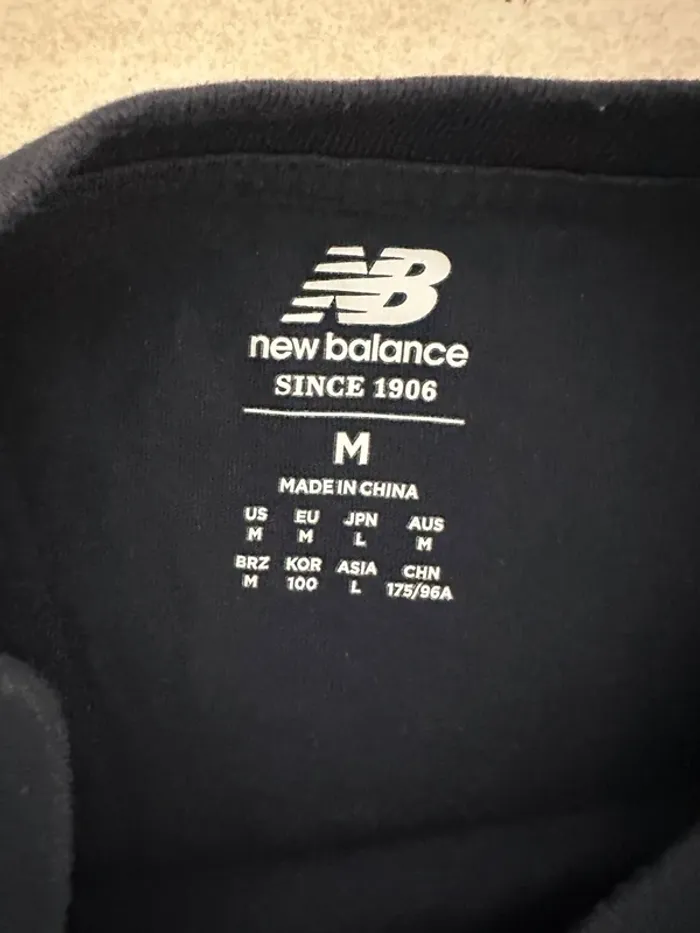 NB
new balance
SINCE 1906
M
MADE IN CHINA
US EU JPN AUS
M M L M
BRZ KOR ASIA CHN
M 100 L 175/96A